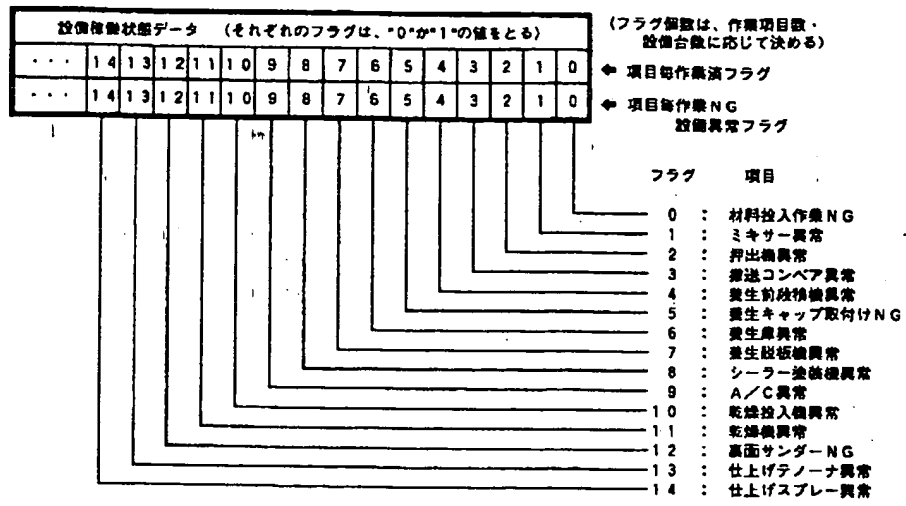 設備稼働状態データ (それぞれのフラグは、"0"か"1"の値をとる)
(フラグ個数は、作業項目数・
設備台数に応じて決める)
・・・ 14 13 12 11 10 9 8 7 6 5 4 3 2 1 0
← 項目毎作業済フラグ
・・・ 14 13 12 11 10 9 8 7 6 5 4 3 2 1 0
← 項目毎作業NG
設備異常フラグ
フラグ 項目
0 : 材料投入作業NG
1 : ミキサー異常
2 : 押出機異常
3 : 搬送コンベア異常
4 : 養生前段積機異常
5 : 養生キャップ取付けNG
6 : 養生庫異常
7 : 養生脱板機異常
8 : シーラー塗装機異常
9 : A/C異常
10 : 乾燥投入機異常
11 : 乾燥機異常
12 : 裏面サンダーNG
13 : 仕上げテノーナ異常
14 : 仕上げスプレー異常